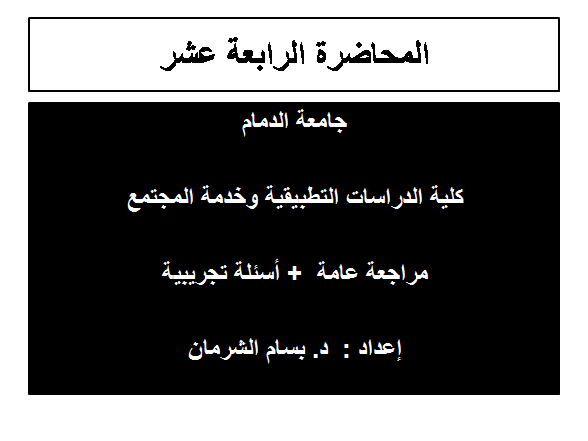 المحاضرة الرابعة عشر
جامعة الدمام
كلية الدراسات التطبيقية وخدمة المجتمع
مراجعة عامة + أسئلة تجريبية
إعداد : د. بسام الشرمان